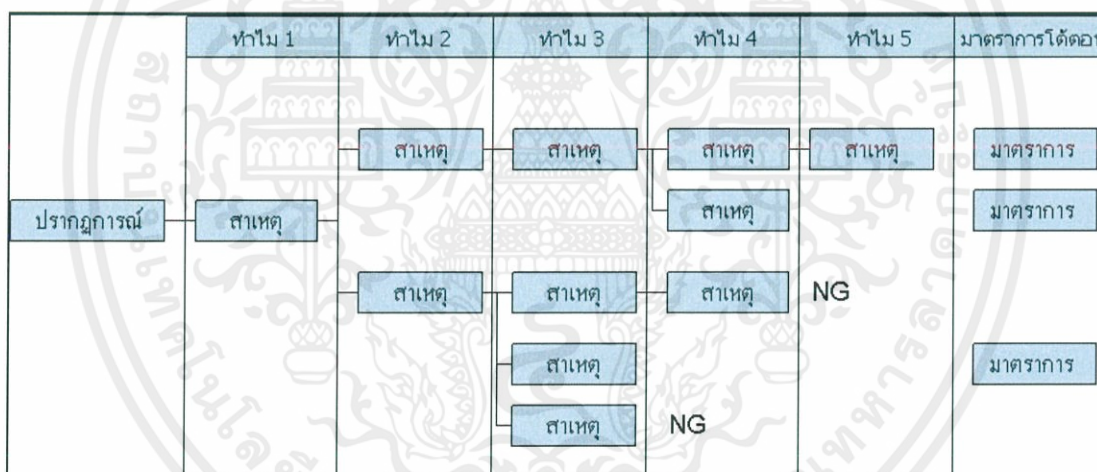 ทำไม 1 ทำไม 2 ทำไม 3 ทำไม 4 ทำไม 5 มาตราการโต้ตอบ
สาเหตุ สาเหตุ สาเหตุ สาเหตุ มาตราการ
สาเหตุ มาตราการ
ปรากฏการณ์ สาเหตุ
สาเหตุ สาเหตุ สาเหตุ NG
สาเหตุ มาตราการ
สาเหตุ NG